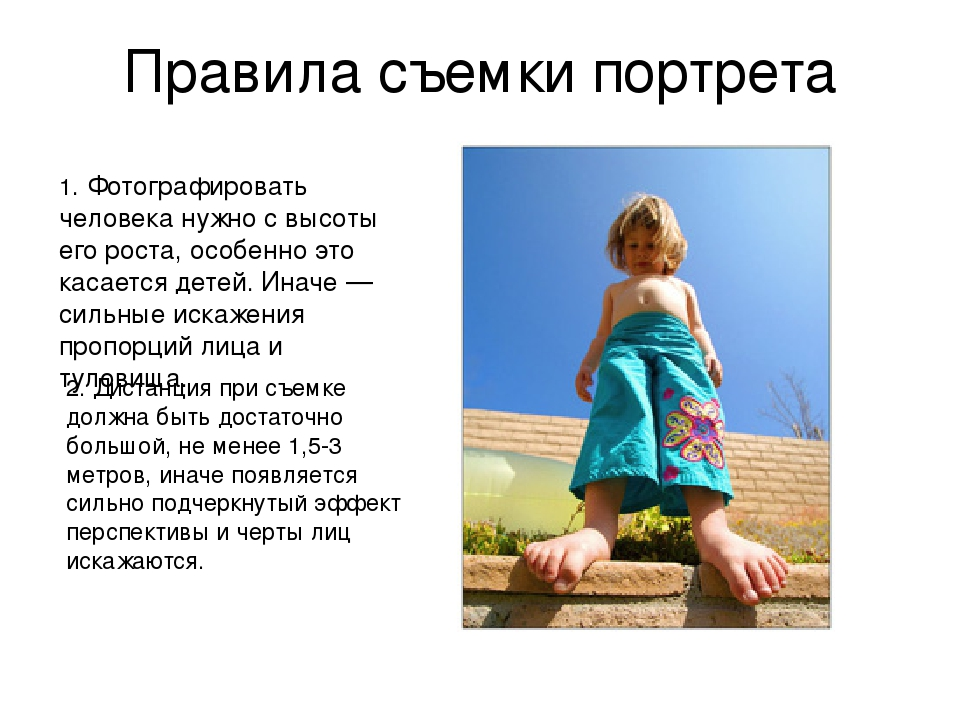 Правила съемки портрета
1. Фотографировать
человека нужно с высоты
его роста, особенно это
касается детей. Иначе —
сильные искажения
пропорций лица и
туловища.
2. Дистанция при съемке
должна быть достаточно
большой, не менее 1,5-3
метров, иначе появляется
сильно подчеркнутый эффект
перспективы и черты лиц
искажаются.